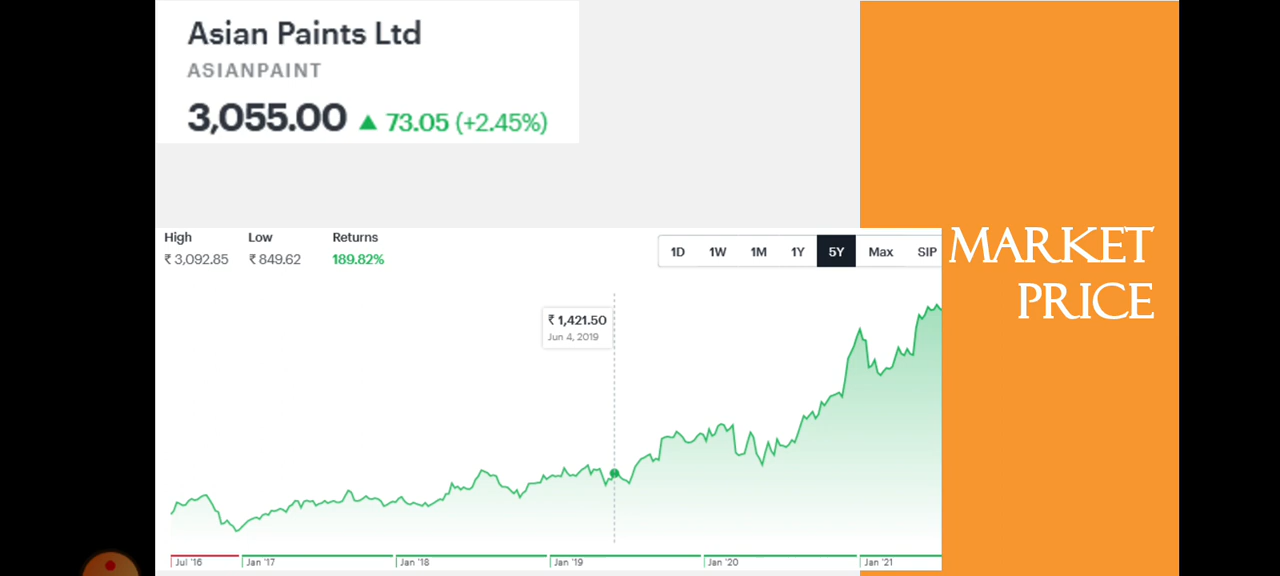 Asian Paints Ltd
ASIANPAINT
3,055.00 ▲ 73.05 (+2.45%)
High Low Returns
₹ 3,092.85 ₹ 849.62 189.82%
1D 1W 1M 1Y 5Y Max SIP
MARKET
PRICE
₹ 1,421.50
Jun 4, 2019
Jul '16 Jan '17 Jan '18 Jan '19 Jan '20 Jan '21